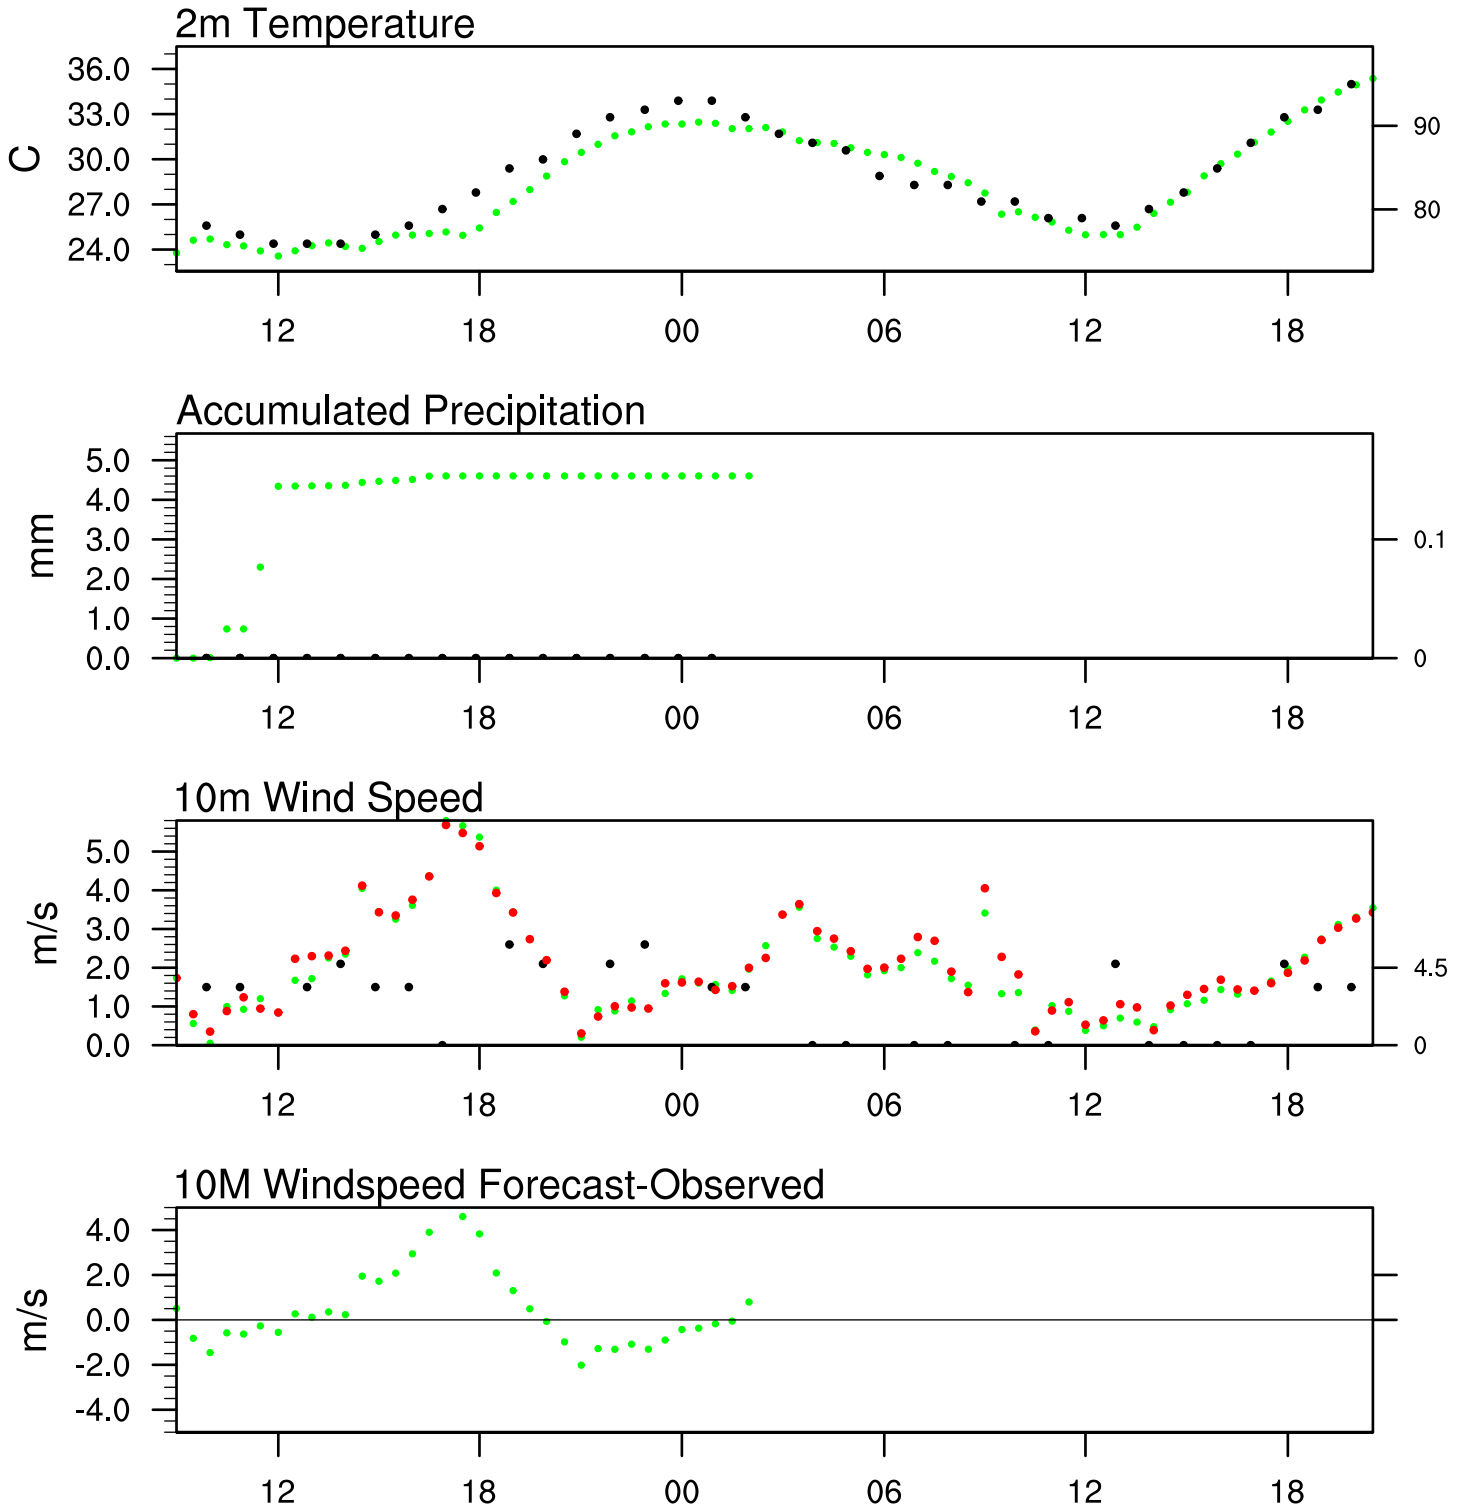 2m Temperature
36.0
33.0
30.0
27.0
24.0
C
90
80
12 18 00 06 12 18
Accumulated Precipitation
5.0
4.0
3.0
2.0
1.0
0.0
mm
0.1
0
12 18 00 06 12 18
10m Wind Speed
5.0
4.0
3.0
2.0
1.0
0.0
m/s
4.5
0
12 18 00 06 12 18
10M Windspeed Forecast-Observed
4.0
2.0
0.0
-2.0
-4.0
m/s
12 18 00 06 12 18